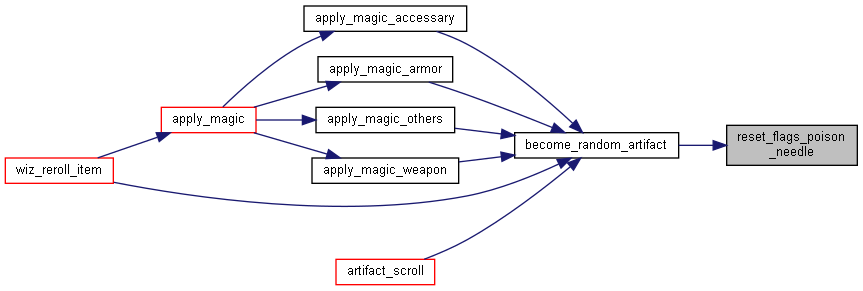 apply_magic_accessary
apply_magic_armor
apply_magic
apply_magic_others
wiz_reroll_item
apply_magic_weapon
become_random_artifact
reset_flags_poison
_needle
artifact_scroll